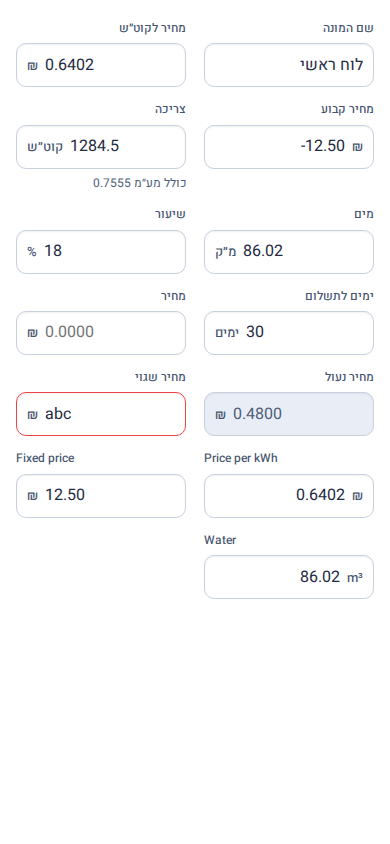 שם המונה
מחיר לקוט״ש
לוח ראשי
0.6402 ₪
מחיר קבוע
צריכה
-12.50 ₪
1284.5 קוט״ש
כולל מע״מ 0.7555
מים
שיעור
86.02 מ״ק
18 %
ימים לתשלום
מחיר
30 ימים
0.0000 ₪
מחיר נעול
מחיר שגוי
0.4800 ₪
abc ₪
Price per kWh
Fixed price
0.6402 ₪
12.50 ₪
Water
86.02 m³